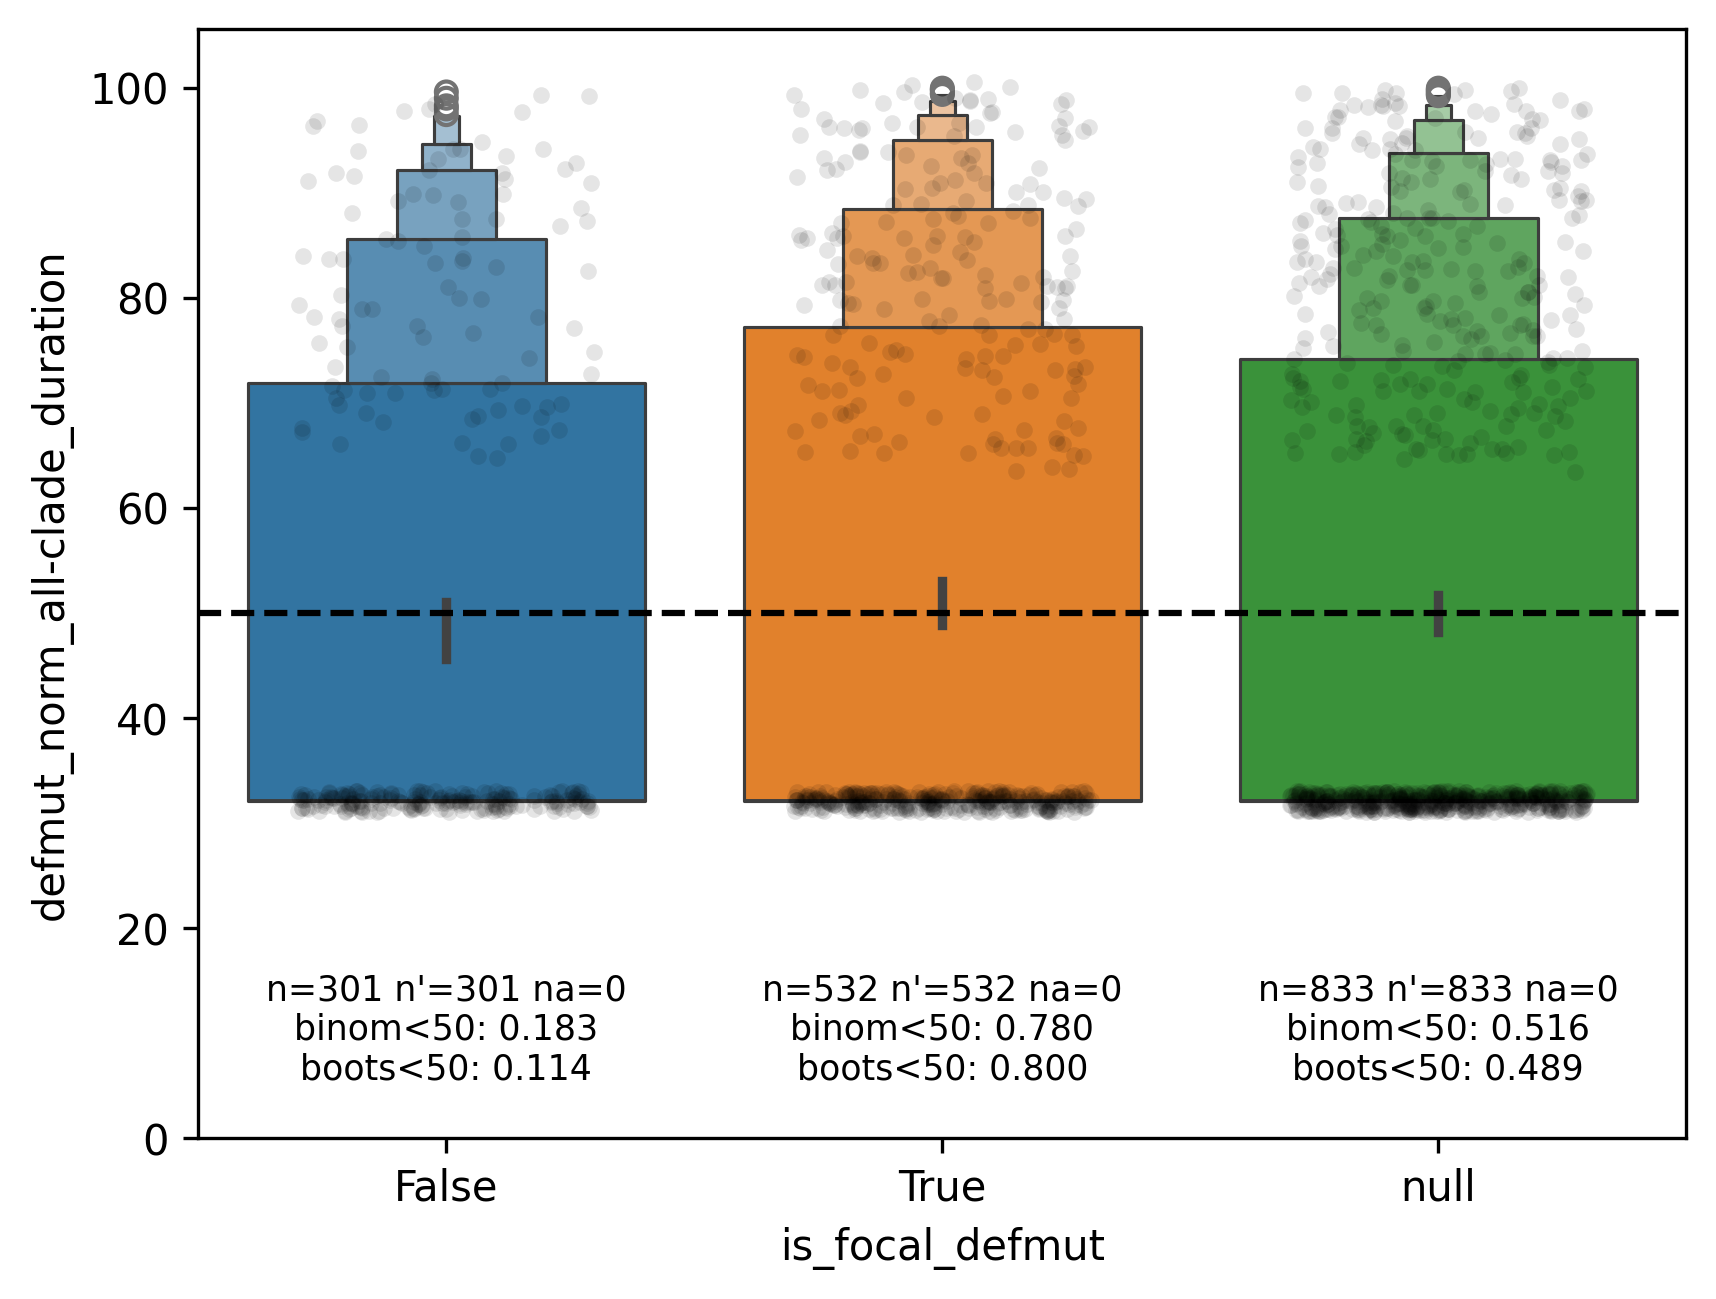 defmut_norm_all-clade_duration
100
80
60
40
20
0
n=301 n'=301 na=0
binom<50: 0.183
boots<50: 0.114
n=532 n'=532 na=0
binom<50: 0.780
boots<50: 0.800
n=833 n'=833 na=0
binom<50: 0.516
boots<50: 0.489
False True null
is_focal_defmut